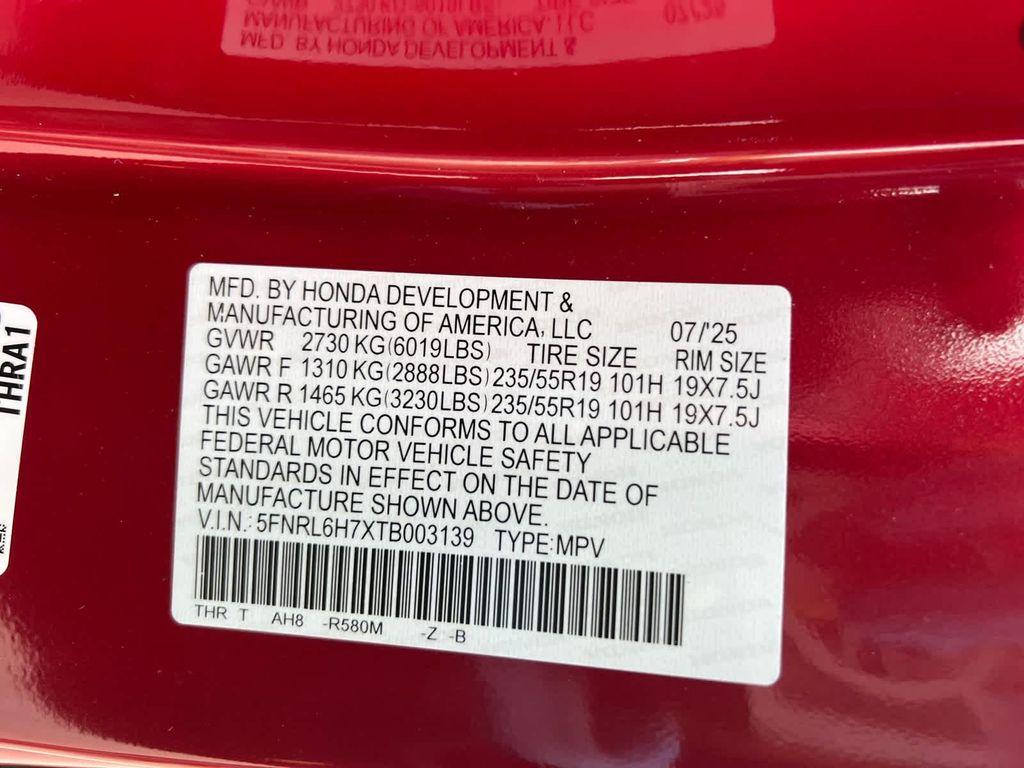 MFD. BY HONDA DEVELOPMENT &
MANUFACTURING OF AMERICA, LLC 07/'25
GVWR 2730 KG(6019LBS) TIRE SIZE RIM SIZE
GAWR F 1310 KG(2888LBS) 235/55R19 101H 19X7.5J
GAWR R 1465 KG(3230LBS) 235/55R19 101H 19X7.5J
THIS VEHICLE CONFORMS TO ALL APPLICABLE
FEDERAL MOTOR VEHICLE SAFETY
STANDARDS IN EFFECT ON THE DATE OF
MANUFACTURE SHOWN ABOVE.
V.I.N.: 5FNRL6H7XTB003139 TYPE:MPV
THR T AH8 -R580M -Z -B
THRA1